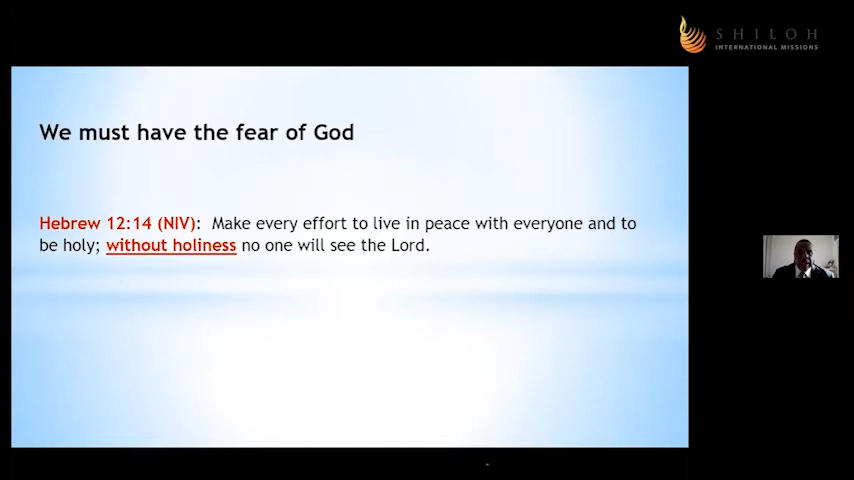 SHILOH
INTERNATIONAL MISSIONS
We must have the fear of God
Hebrew 12:14 (NIV): Make every effort to live in peace with everyone and to
be holy; without holiness no one will see the Lord.